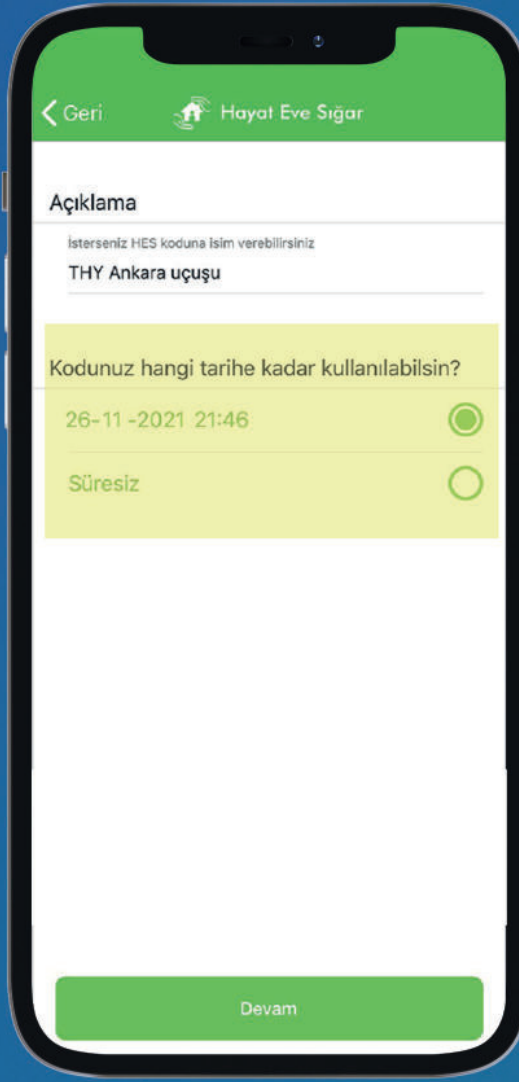 Geri
Hayat Eve Sığar
Açıklama
İsterseniz HES koduna isim verebilirsiniz
THY Ankara uçuşu
Kodunuz hangi tarihe kadar kullanılabilsin?
26-11 -2021 21:46
Süresiz
Devam